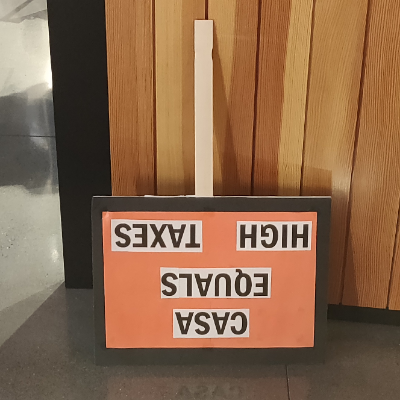 CASA
EQUALS
HIGH TAXES